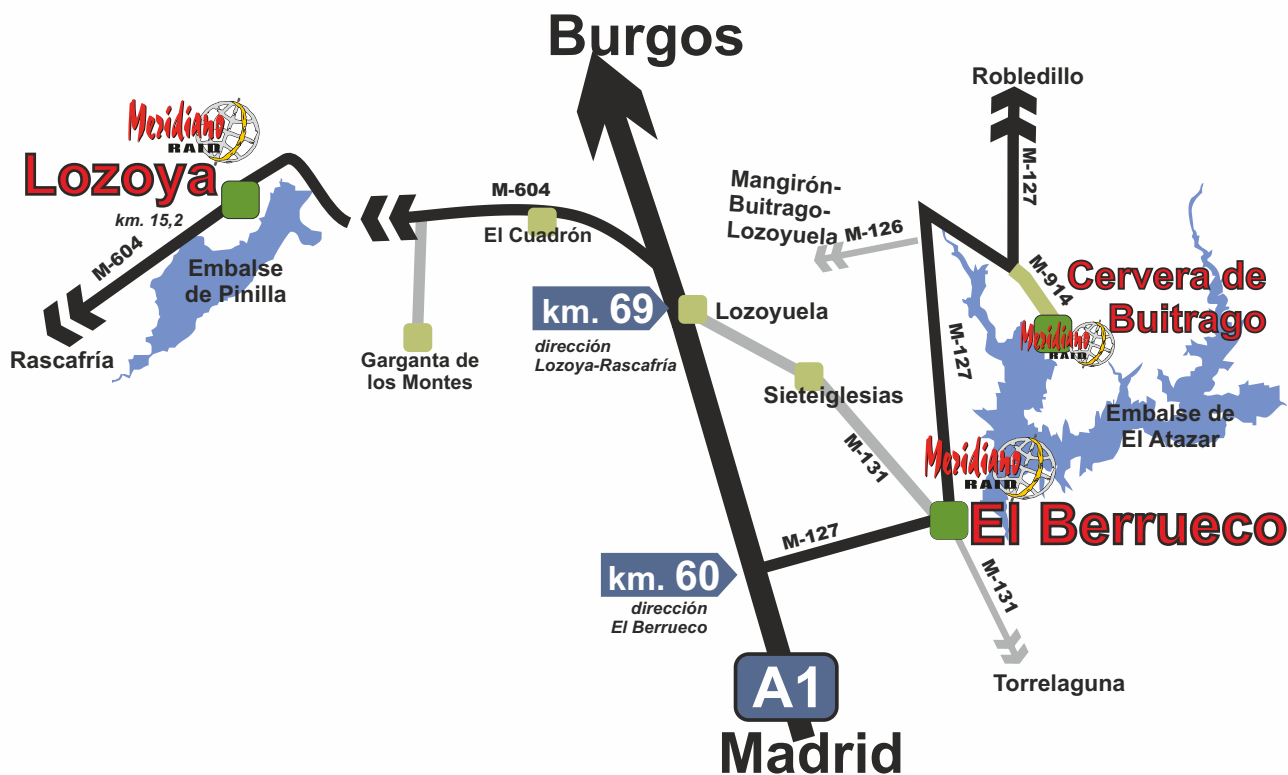 Burgos
Robledillo
Meridiano
RAID
Lozoya
km. 15,2
M-604
Rascafría
Embalse
de Pinilla
M-604
El Cuadrón
Garganta de
los Montes
km. 69
dirección
Lozoya-Rascafría
Lozoyuela
Sieteiglesias
M-131
Mangirón-
Buitrago-
Lozoyuela
M-126
M-127
M-914
Cervera de
Buitrago
Meridiano
RAID
M-127
Embalse de
El Atazar
Meridiano
RAID
El Berrueco
M-127
km. 60
dirección
El Berrueco
M-131
Torrelaguna
A1
Madrid